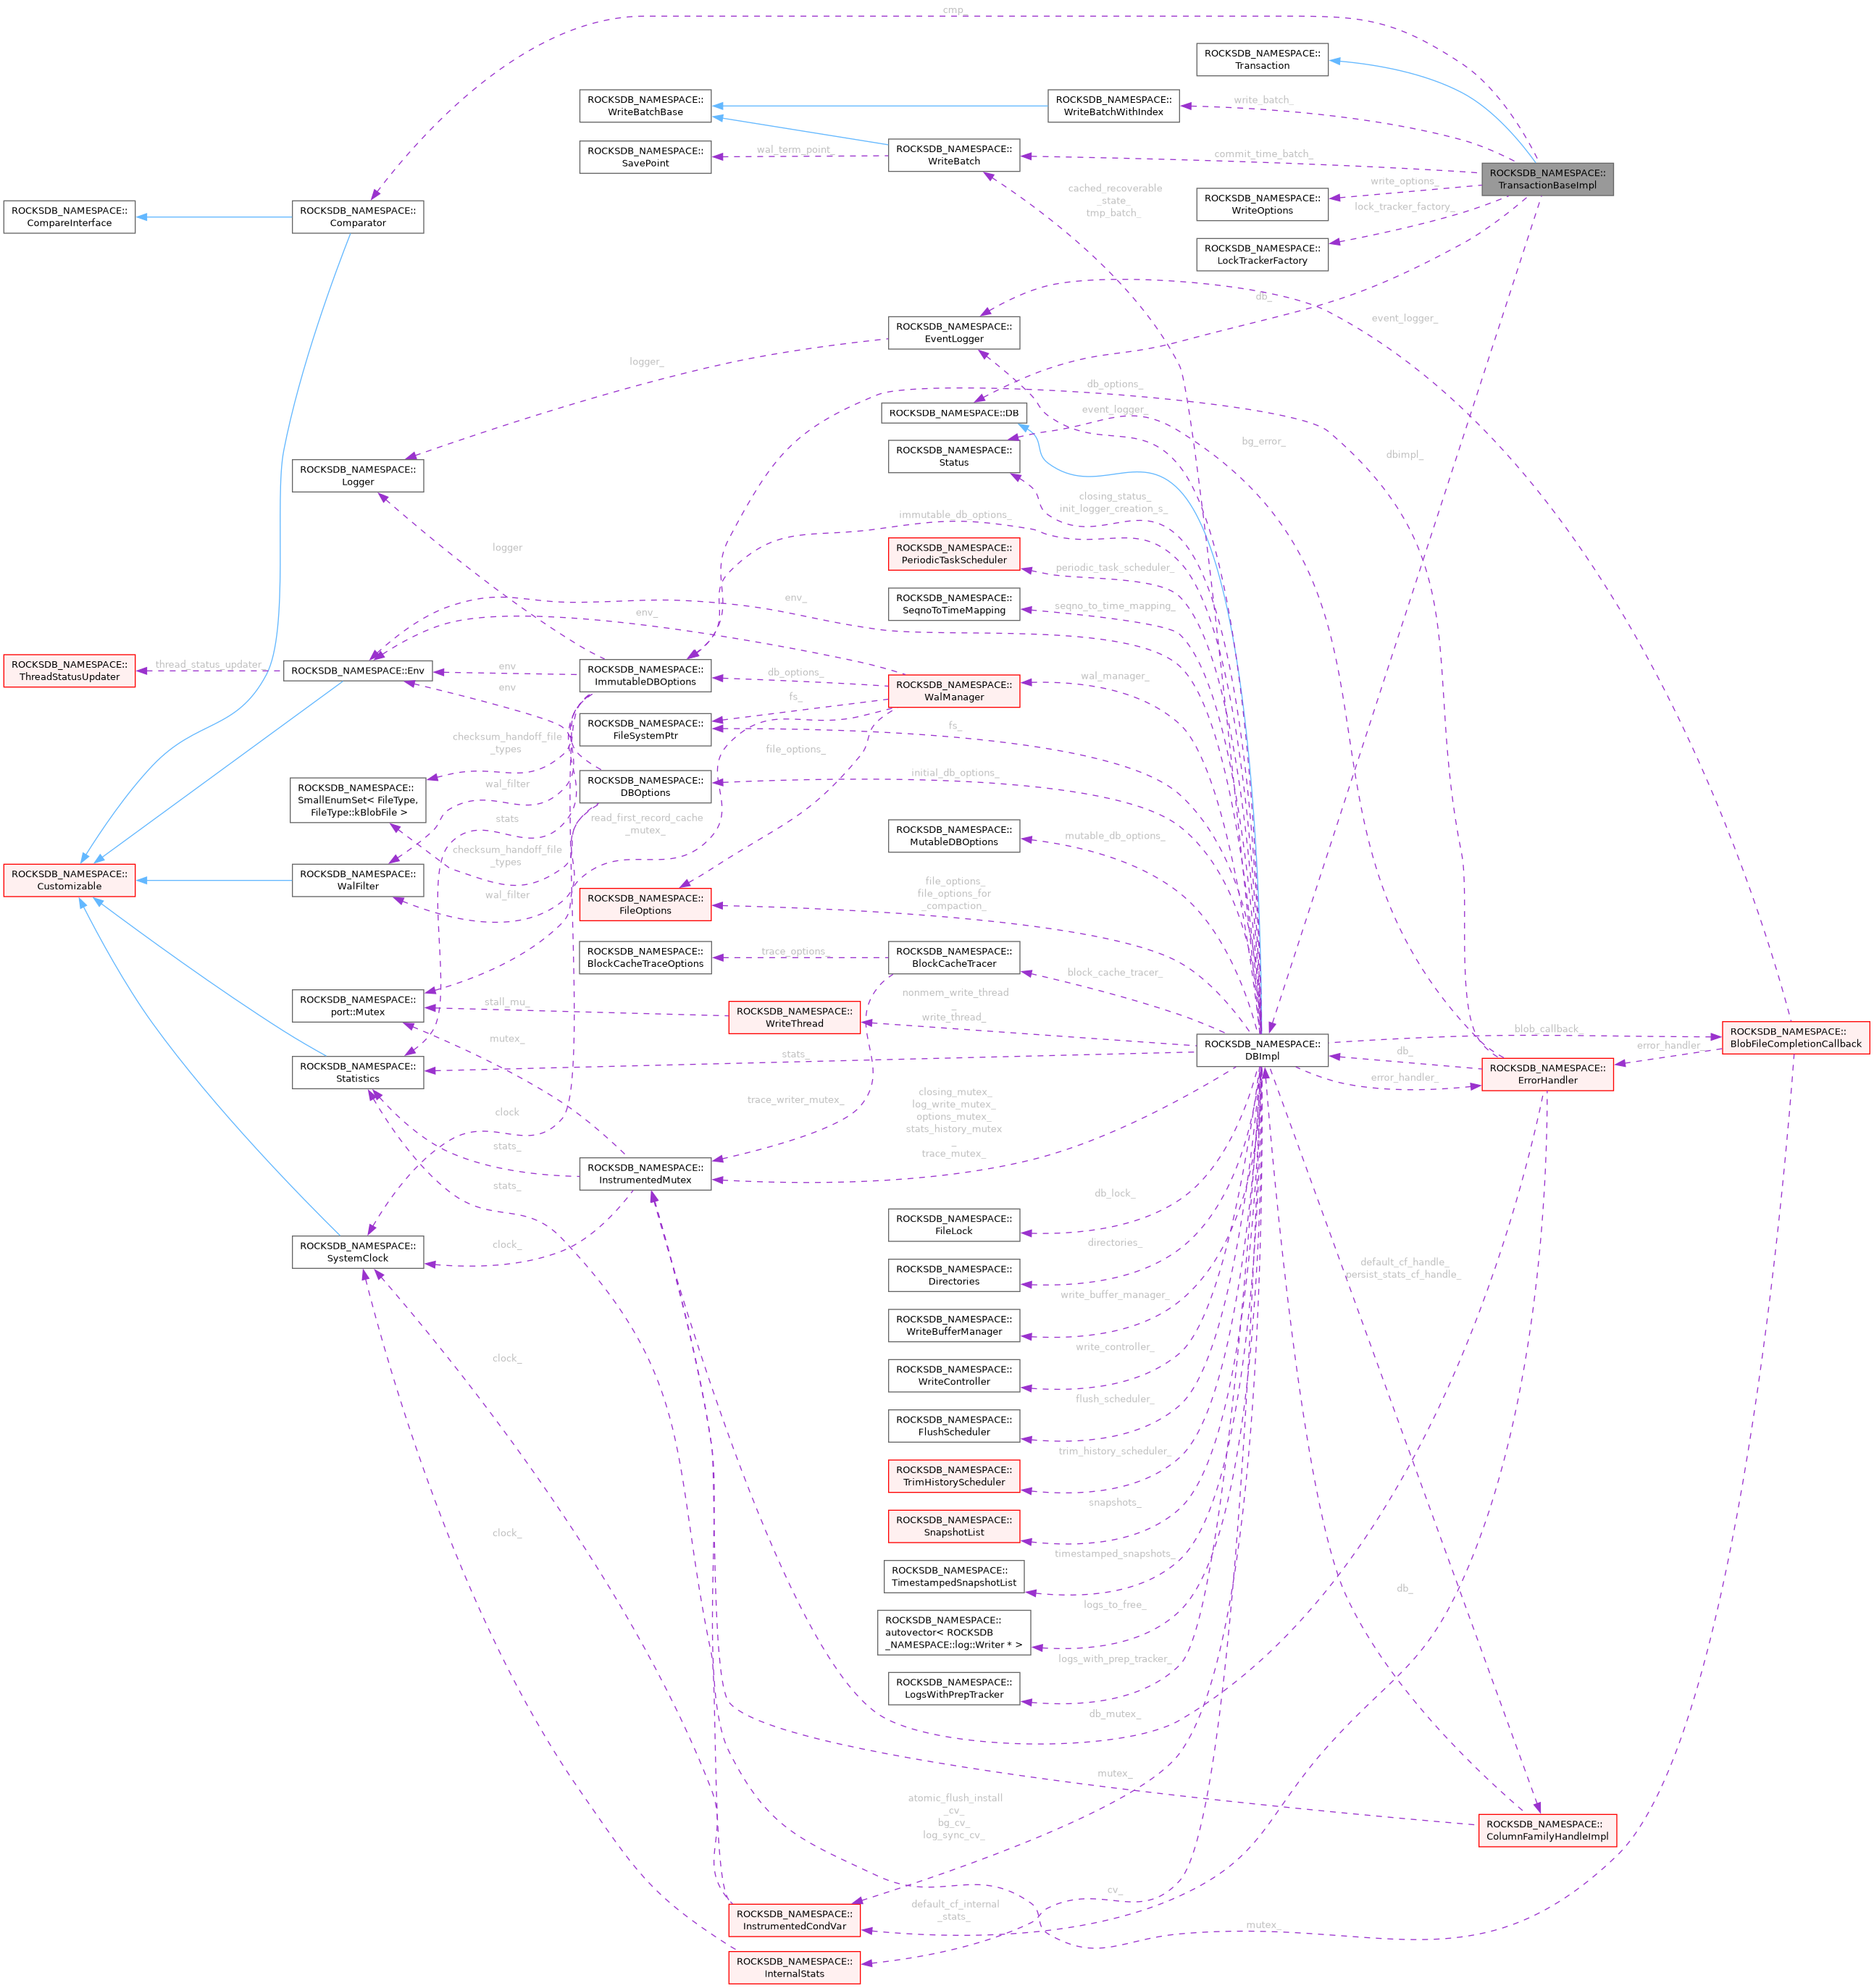 cmp_
ROCKSDB_NAMESPACE::
Transaction
ROCKSDB_NAMESPACE::
WriteBatchBase
ROCKSDB_NAMESPACE::
WriteBatchWithIndex
write_batch_
ROCKSDB_NAMESPACE::
SavePoint
wal_term_point_
ROCKSDB_NAMESPACE::
WriteBatch
commit_time_batch_
ROCKSDB_NAMESPACE::
TransactionBaseImpl
ROCKSDB_NAMESPACE::
CompareInterface
ROCKSDB_NAMESPACE::
Comparator
cached_recoverable
_state_
tmp_batch_
ROCKSDB_NAMESPACE::
WriteOptions
write_options_
lock_tracker_factory_
ROCKSDB_NAMESPACE::
LockTrackerFactory
db_
ROCKSDB_NAMESPACE::
EventLogger
event_logger_
logger_
db_options_
ROCKSDB_NAMESPACE::DB
event_logger_
ROCKSDB_NAMESPACE::
Status
bg_error_
dbimpl_
ROCKSDB_NAMESPACE::
Logger
closing_status_
init_logger_creation_s_
immutable_db_options_
logger
ROCKSDB_NAMESPACE::
PeriodicTaskScheduler
periodic_task_scheduler_
ROCKSDB_NAMESPACE::
SeqnoToTimeMapping
seqno_to_time_mapping_
env_
env_
ROCKSDB_NAMESPACE::
ThreadStatusUpdater
thread_status_updater_
ROCKSDB_NAMESPACE::Env
env
env
ROCKSDB_NAMESPACE::
ImmutableDBOptions
db_options_
ROCKSDB_NAMESPACE::
WalManager
wal_manager_
fs_
ROCKSDB_NAMESPACE::
FileSystemPtr
fs_
checksum_handoff_file
_types
file_options_
ROCKSDB_NAMESPACE::
SmallEnumSet< FileType,
FileType::kBlobFile >
wal_filter
ROCKSDB_NAMESPACE::
DBOptions
initial_db_options_
stats
read_first_record_cache
_mutex_
ROCKSDB_NAMESPACE::
MutableDBOptions
mutable_db_options_
checksum_handoff_file
_types
ROCKSDB_NAMESPACE::
Customizable
ROCKSDB_NAMESPACE::
WalFilter
wal_filter
ROCKSDB_NAMESPACE::
FileOptions
file_options_
file_options_for
_compaction_
ROCKSDB_NAMESPACE::
BlockCacheTraceOptions
trace_options_
ROCKSDB_NAMESPACE::
BlockCacheTracer
block_cache_tracer_
ROCKSDB_NAMESPACE::
port::Mutex
stall_mu_
ROCKSDB_NAMESPACE::
WriteThread
nonmem_write_thread
_
write_thread_
mutex_
ROCKSDB_NAMESPACE::
DBImpl
blob_callback_
ROCKSDB_NAMESPACE::
BlobFileCompletionCallback
error_handler_
ROCKSDB_NAMESPACE::
Statistics
stats_
db_
ROCKSDB_NAMESPACE::
ErrorHandler
error_handler_
clock
trace_writer_mutex_
closing_mutex_
log_write_mutex_
options_mutex_
stats_history_mutex
_
trace_mutex_
stats_
ROCKSDB_NAMESPACE::
InstrumentedMutex
stats_
ROCKSDB_NAMESPACE::
SystemClock
clock_
ROCKSDB_NAMESPACE::
FileLock
db_lock_
ROCKSDB_NAMESPACE::
Directories
directories_
default_cf_handle_
persist_stats_cf_handle_
ROCKSDB_NAMESPACE::
WriteBufferManager
write_buffer_manager_
clock_
ROCKSDB_NAMESPACE::
WriteController
write_controller_
ROCKSDB_NAMESPACE::
FlushScheduler
flush_scheduler_
ROCKSDB_NAMESPACE::
TrimHistoryScheduler
trim_history_scheduler_
clock_
ROCKSDB_NAMESPACE::
SnapshotList
snapshots_
ROCKSDB_NAMESPACE::
TimestampedSnapshotList
timestamped_snapshots_
db_
ROCKSDB_NAMESPACE::
autovector< ROCKSDB
_NAMESPACE::log::Writer * >
logs_to_free_
ROCKSDB_NAMESPACE::
LogsWithPrepTracker
logs_with_prep_tracker_
db_mutex_
mutex_
atomic_flush_install
_cv_
bg_cv_
log_sync_cv_
ROCKSDB_NAMESPACE::
ColumnFamilyHandleImpl
ROCKSDB_NAMESPACE::
InstrumentedCondVar
default_cf_internal
_stats_
cv_
mutex_
ROCKSDB_NAMESPACE::
InternalStats